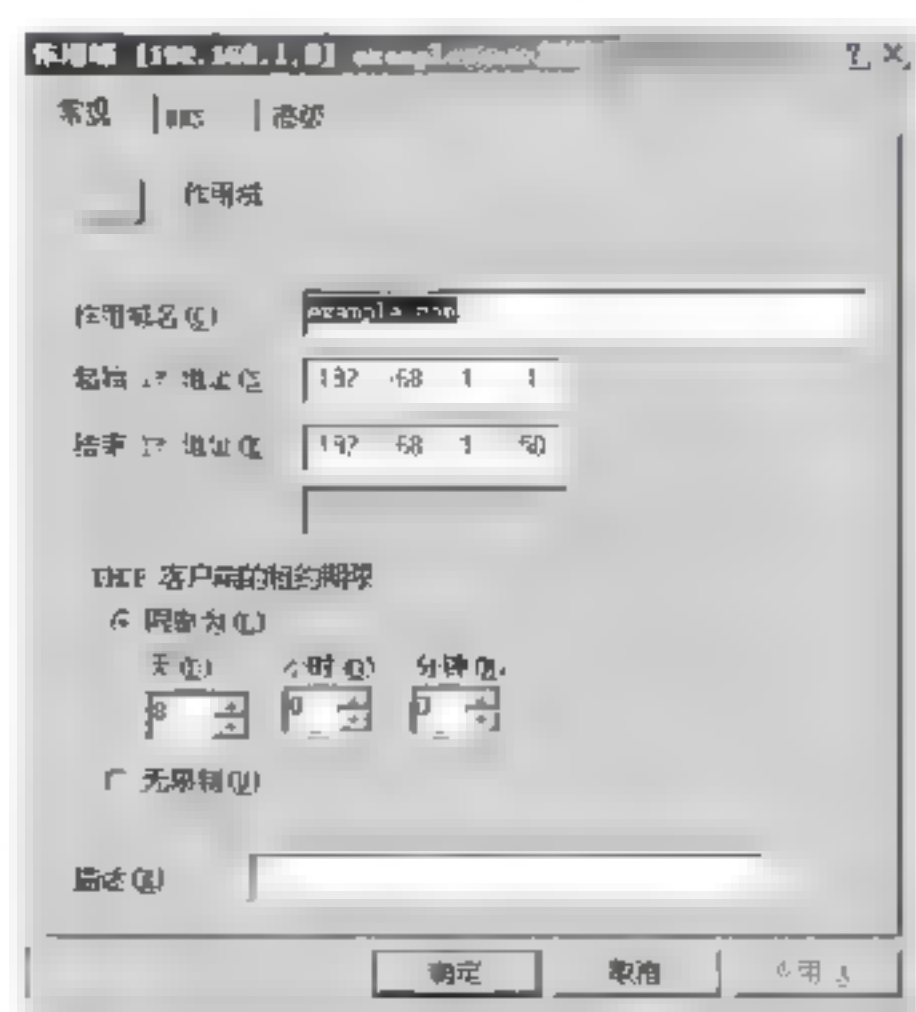 作用域 [192.168.1.0] example.com
常规 DNS 高级
作用域
作用域名(C)
example.com
起始 IP 地址(S)
192 168 1 1
结束 IP 地址(E)
192 168 1
DHCP 客户端的租约期限
限制为(L)
天(D) 小时(O) 分钟(M)
8 0 0
无限制(U)
描述(R)
确定 取消 应用